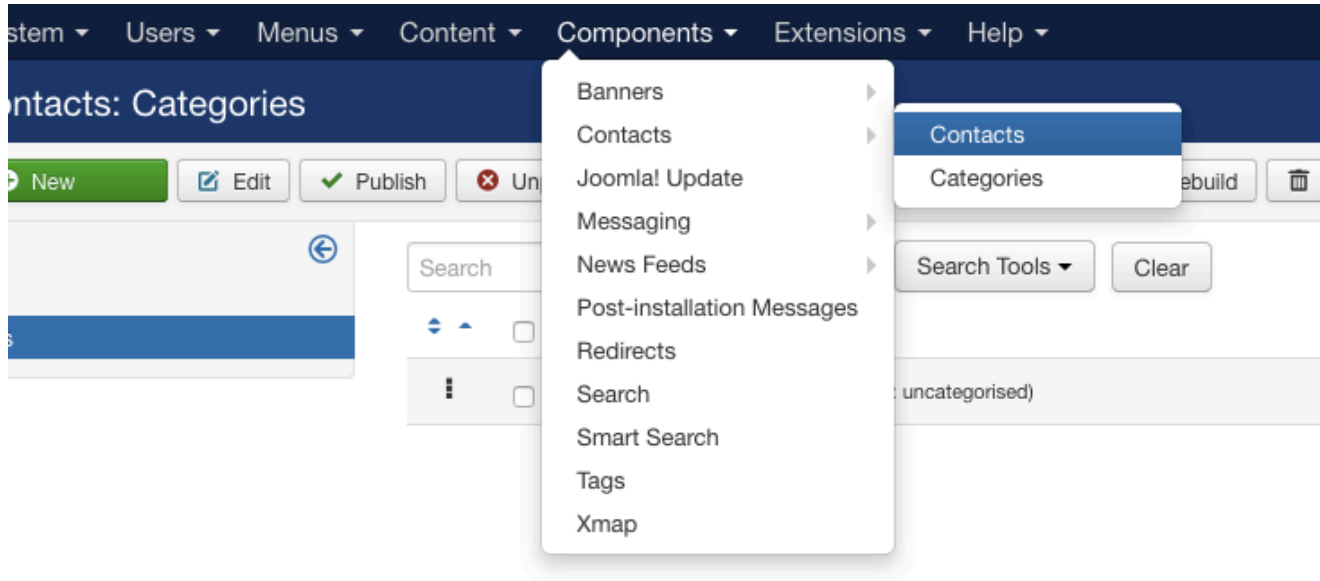 stem Users Menus Content Components Extensions Help
ontacts: Categories
New Edit Publish Un ebuild
Banners
Contacts
Joomla! Update
Messaging
News Feeds
Post-installation Messages
Redirects
Search
Smart Search
Tags
Xmap
Contacts
Categories
Search Search Tools Clear
s
: uncategorised)